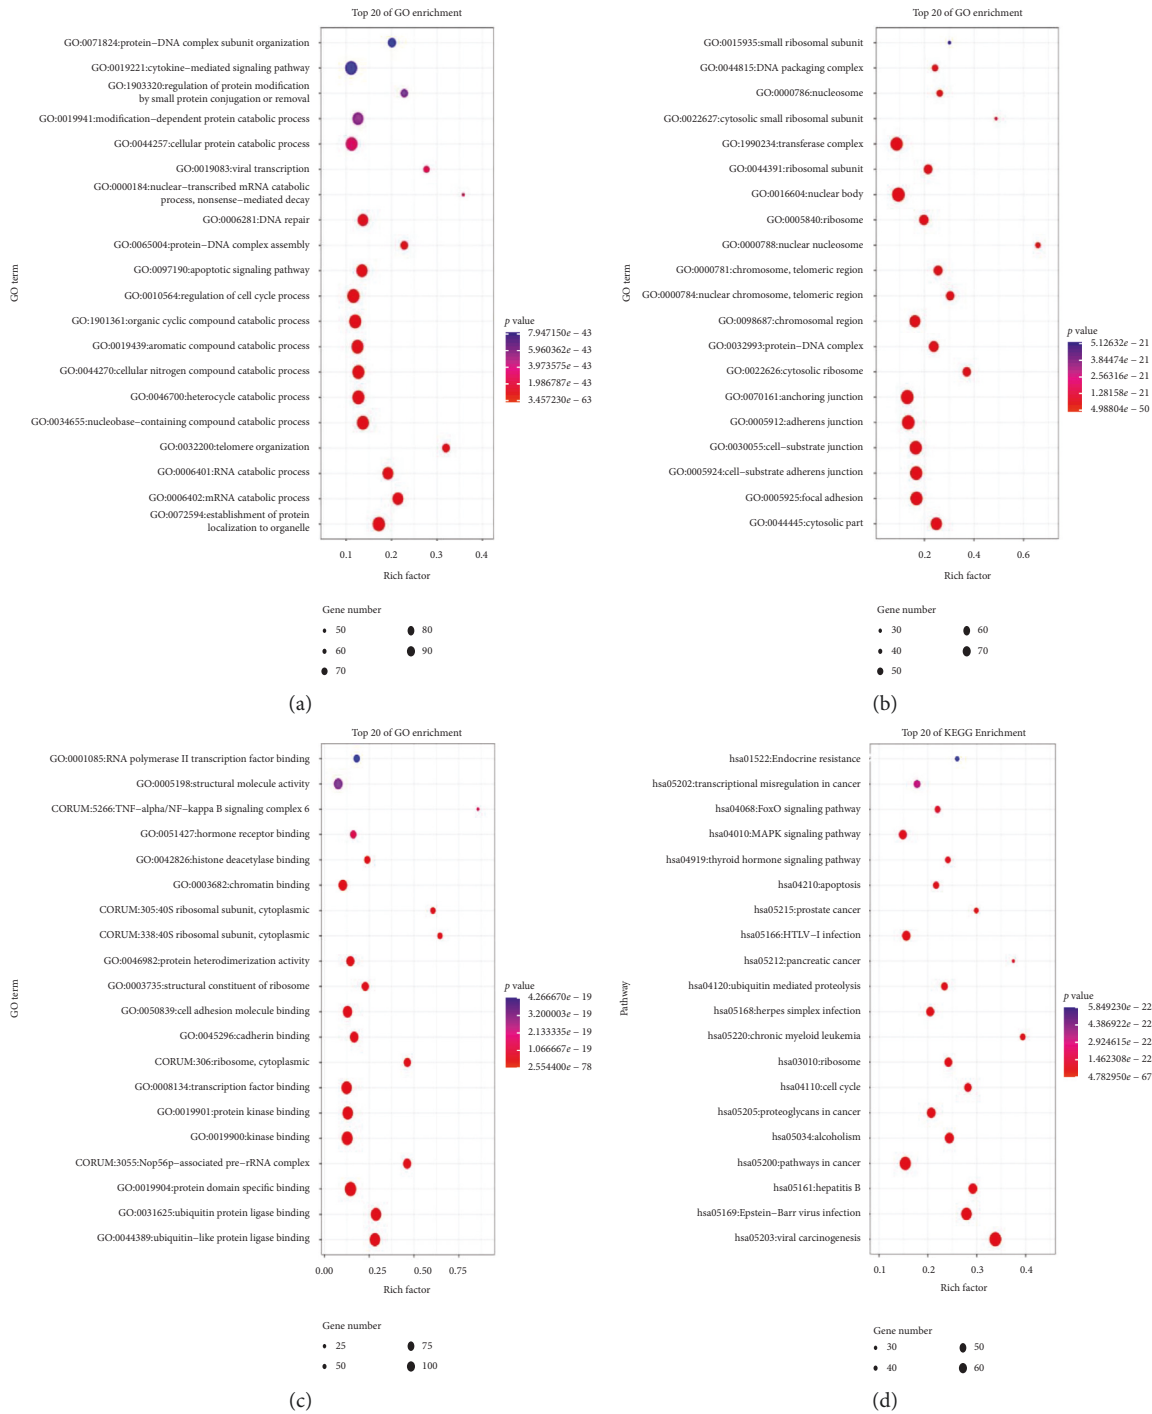 Top 20 of GO enrichment
GO term
GO:0071824:protein−DNA complex subunit organization
GO:0019221:cytokine−mediated signaling pathway
GO:1903320:regulation of protein modification
by small protein conjugation or removal
GO:0019941:modification−dependent protein catabolic process
GO:0044257:cellular protein catabolic process
GO:0019083:viral transcription
GO:0000184:nuclear−transcribed mRNA catabolic
process, nonsense−mediated decay
GO:0006281:DNA repair
GO:0065004:protein−DNA complex assembly
GO:0097190:apoptotic signaling pathway
GO:0010564:regulation of cell cycle process
GO:1901361:organic cyclic compound catabolic process
GO:0019439:aromatic compound catabolic process
GO:0044270:cellular nitrogen compound catabolic process
GO:0046700:heterocycle catabolic process
GO:0034655:nucleobase−containing compound catabolic process
GO:0032200:telomere organization
GO:0006401:RNA catabolic process
GO:0006402:mRNA catabolic process
GO:0072594:establishment of protein
localization to organelle
0.1 0.2 0.3 0.4
Rich factor
p value
7.947150e − 43
5.960362e − 43
3.973575e − 43
1.986787e − 43
3.457230e − 63
Gene number
50 80
60 90
70
(a)
Top 20 of GO enrichment
GO term
GO:0015935:small ribosomal subunit
GO:0044815:DNA packaging complex
GO:0000786:nucleosome
GO:0022627:cytosolic small ribosomal subunit
GO:1990234:transferase complex
GO:0044391:ribosomal subunit
GO:0016604:nuclear body
GO:0005840:ribosome
GO:0000788:nuclear nucleosome
GO:0000781:chromosome, telomeric region
GO:0000784:nuclear chromosome, telomeric region
GO:0098687:chromosomal region
GO:0032993:protein−DNA complex
GO:0022626:cytosolic ribosome
GO:0070161:anchoring junction
GO:0005912:adherens junction
GO:0030055:cell−substrate junction
GO:0005924:cell−substrate adherens junction
GO:0005925:focal adhesion
GO:0044445:cytosolic part
0.2 0.4 0.6
Rich factor
p value
5.12632e − 21
3.84474e − 21
2.56316e − 21
1.28158e − 21
4.98804e − 50
Gene number
30 60
40 70
50
(b)
Top 20 of GO enrichment
GO term
GO:0001085:RNA polymerase II transcription factor binding
GO:0005198:structural molecule activity
CORUM:5266:TNF−alpha/NF−kappa B signaling complex 6
GO:0051427:hormone receptor binding
GO:0042826:histone deacetylase binding
GO:0003682:chromatin binding
CORUM:305:40S ribosomal subunit, cytoplasmic
CORUM:338:40S ribosomal subunit, cytoplasmic
GO:0046982:protein heterodimerization activity
GO:0003735:structural constituent of ribosome
GO:0050839:cell adhesion molecule binding
GO:0045296:cadherin binding
CORUM:306:ribosome, cytoplasmic
GO:0008134:transcription factor binding
GO:0019901:protein kinase binding
GO:0019900:kinase binding
CORUM:3055:Nop56p−associated pre−rRNA complex
GO:0019904:protein domain specific binding
GO:0031625:ubiquitin protein ligase binding
GO:0044389:ubiquitin−like protein ligase binding
0.00 0.25 0.50 0.75
Rich factor
p value
4.266670e − 19
3.200003e − 19
2.133335e − 19
1.066667e − 19
2.554400e − 78
Gene number
25 75
50 100
(c)
Top 20 of KEGG Enrichment
Pathway
hsa01522:Endocrine resistance
hsa05202:transcriptional misregulation in cancer
hsa04068:FoxO signaling pathway
hsa04010:MAPK signaling pathway
hsa04919:thyroid hormone signaling pathway
hsa04210:apoptosis
hsa05215:prostate cancer
hsa05166:HTLV−I infection
hsa05212:pancreatic cancer
hsa04120:ubiquitin mediated proteolysis
hsa05168:herpes simplex infection
hsa05220:chronic myeloid leukemia
hsa03010:ribosome
hsa04110:cell cycle
hsa05205:proteoglycans in cancer
hsa05034:alcoholism
hsa05200:pathways in cancer
hsa05161:hepatitis B
hsa05169:Epstein−Barr virus infection
hsa05203:viral carcinogenesis
0.1 0.2 0.3 0.4
Rich factor
p value
5.849230e − 22
4.386922e − 22
2.924615e − 22
1.462308e − 22
4.782950e − 67
Gene number
30 50
40 60
(d)